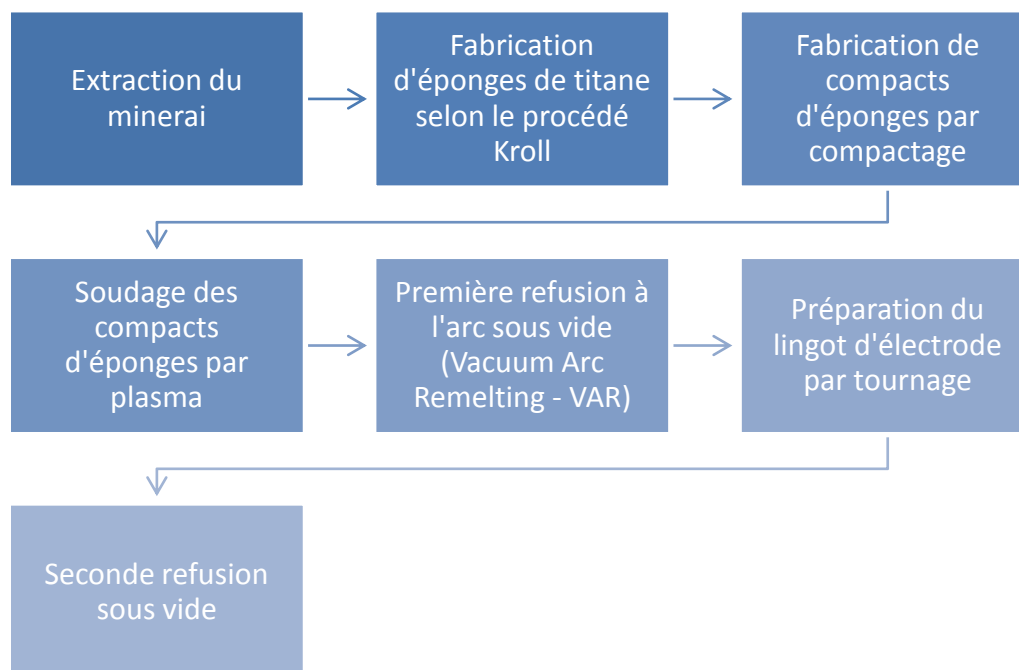 Extraction du
minerai
Fabrication
d'éponges de titane
selon le procédé
Kroll
Fabrication de
compacts
d'éponges par
compactage
Soudage des
compacts
d'éponges par
plasma
Première refusion à
l'arc sous vide
(Vacuum Arc
Remelting - VAR)
Préparation du
lingot d'électrode
par tournage
Seconde refusion
sous vide